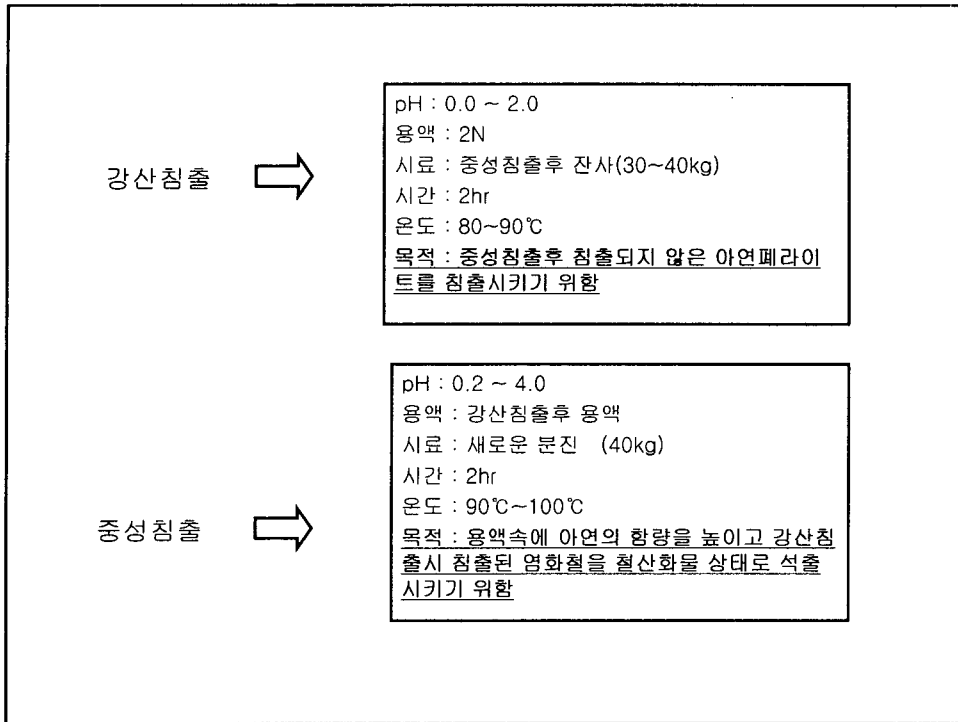 강산침출
pH : 0.0 ~ 2.0
용액 : 2N
시료 : 중성침출후 잔사(30~40kg)
시간 : 2hr
온도 : 80~90℃
목적 : 중성침출후 침출되지 않은 아연페라이
트를 침출시키기 위함
중성침출
pH : 0.2 ~ 4.0
용액 : 강산침출후 용액
시료 : 새로운 분진 (40kg)
시간 : 2hr
온도 : 90℃~100℃
목적 : 용액속에 아연의 함량을 높이고 강산침
출시 침출된 염화철을 철산화물 상태로 석출
시키기 위함